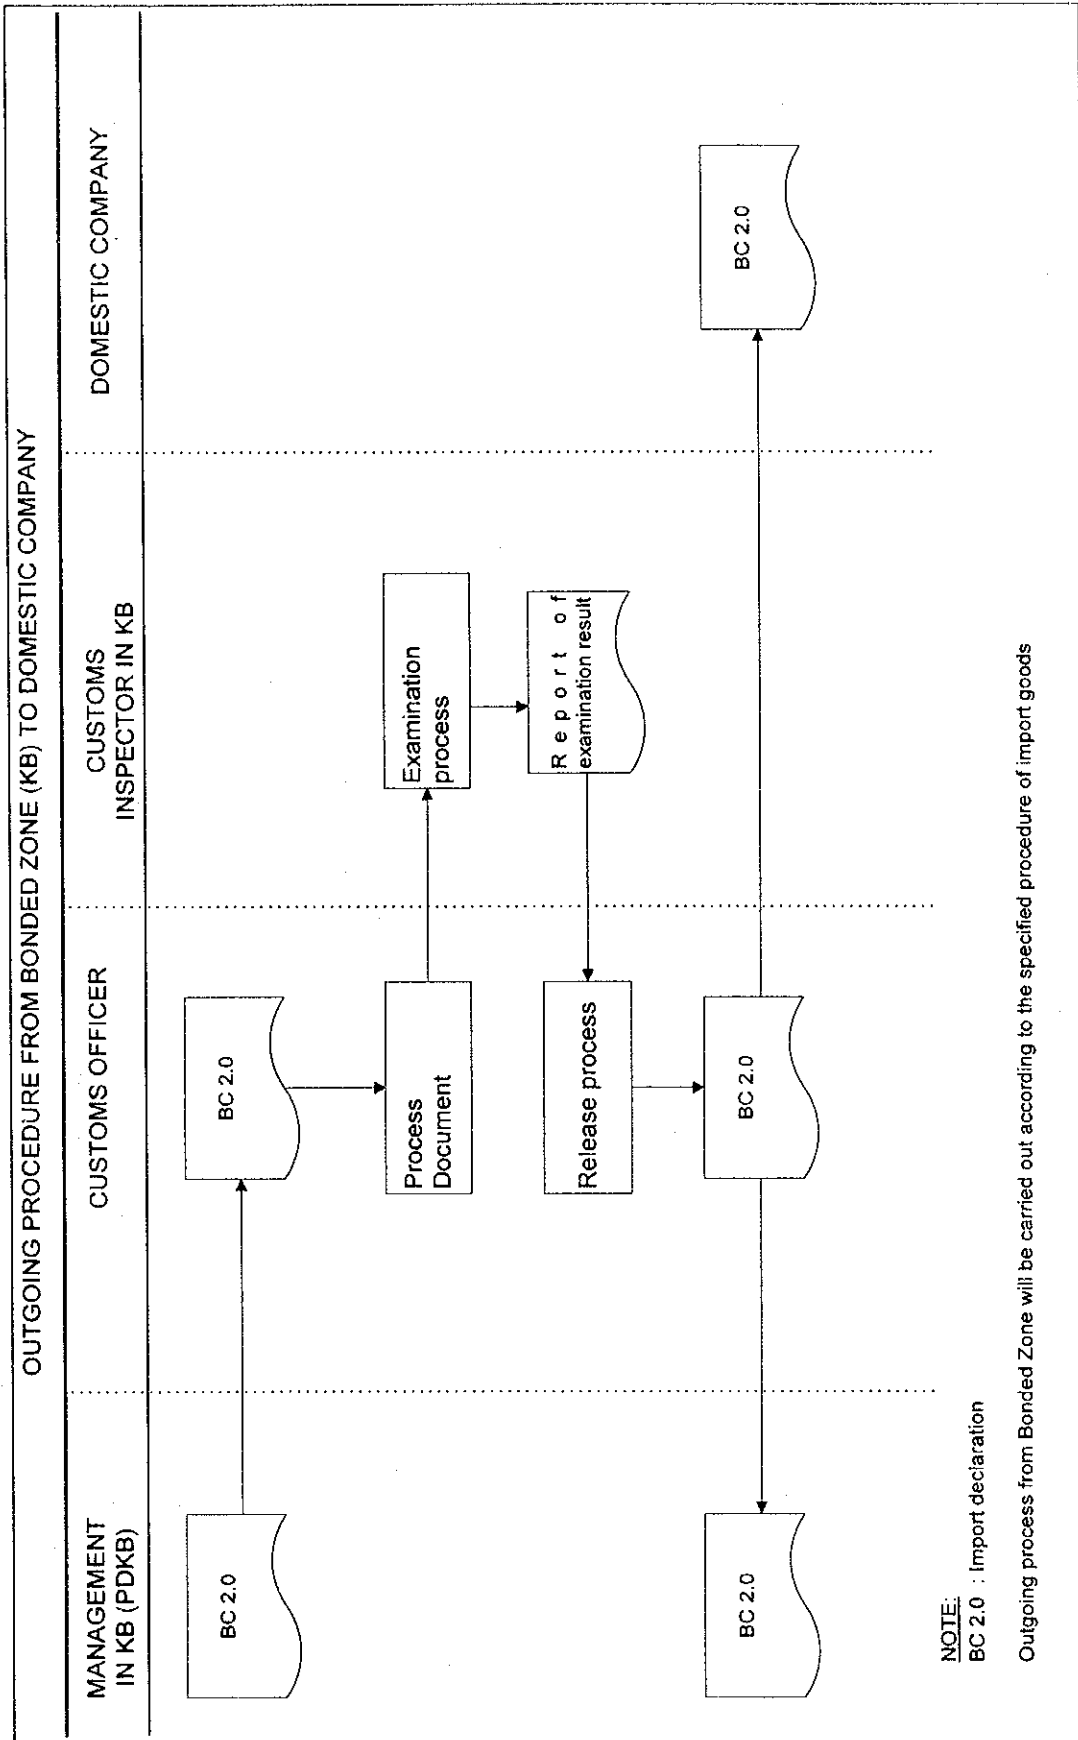 OUTGOING PROCEDURE FROM BONDED ZONE (KB) TO DOMESTIC COMPANY
MANAGEMENT
IN KB (PDKB)
CUSTOMS OFFICER
CUSTOMS
INSPECTOR IN KB
DOMESTIC COMPANY
BC 2.0
BC 2.0
Process
Document
Examination
process
Report of
examination result
Release process
BC 2.0
BC 2.0
BC 2.0
NOTE:
BC 2.0 : Import declaration
Outgoing process from Bonded Zone will be carried out according to the specified procedure of import goods